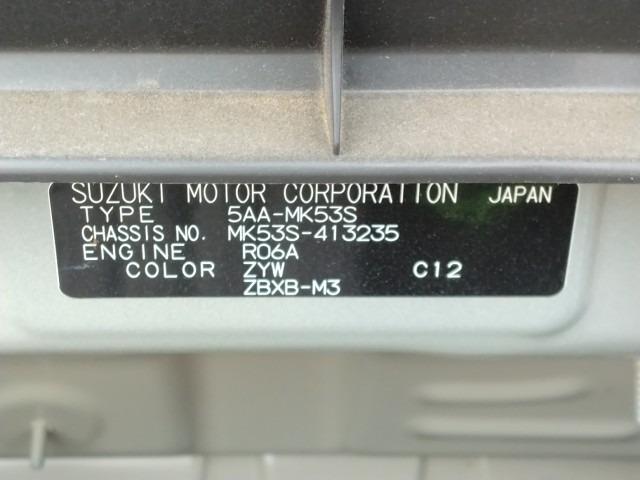 SUZUKI MOTOR CORPORATION JAPAN
TYPE 5AA-MK53S
CHASSIS NO. MK53S-413235
ENGINE R06A
COLOR ZYW C12
ZBXB-M3